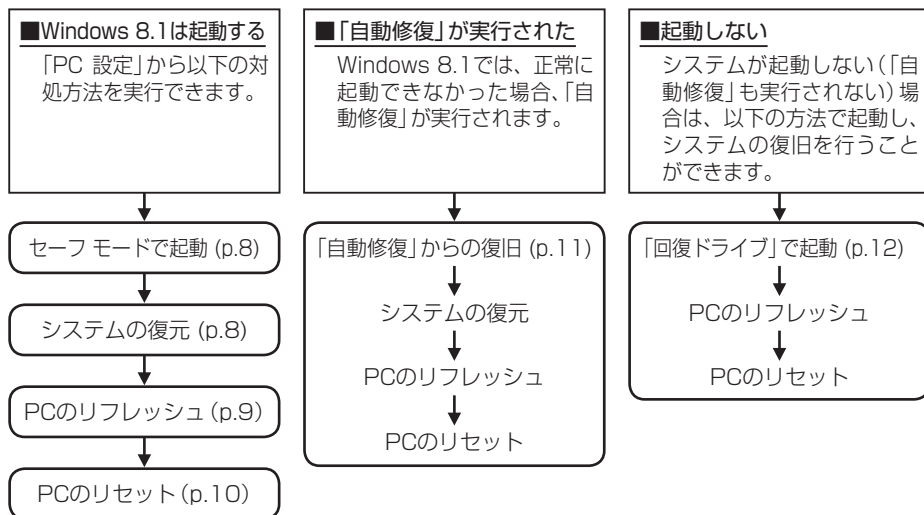 ■Windows 8.1は起動する
「PC 設定」から以下の対
処方法を実行できます。
セーフ モードで起動 (p.8)
システムの復元 (p.8)
PCのリフレッシュ (p.9)
PCのリセット (p.10)
■「自動修復」が実行された
Windows 8.1では、正常に
起動できなかった場合、「自
動修復」が実行されます。
「自動修復」からの復旧 (p.11)
システムの復元
PCのリフレッシュ
PCのリセット
■起動しない
システムが起動しない(「自
動修復」も実行されない)場
合は、以下の方法で起動し、
システムの復旧を行うこと
ができます。
「回復ドライブ」で起動 (p.12)
PCのリフレッシュ
PCのリセット